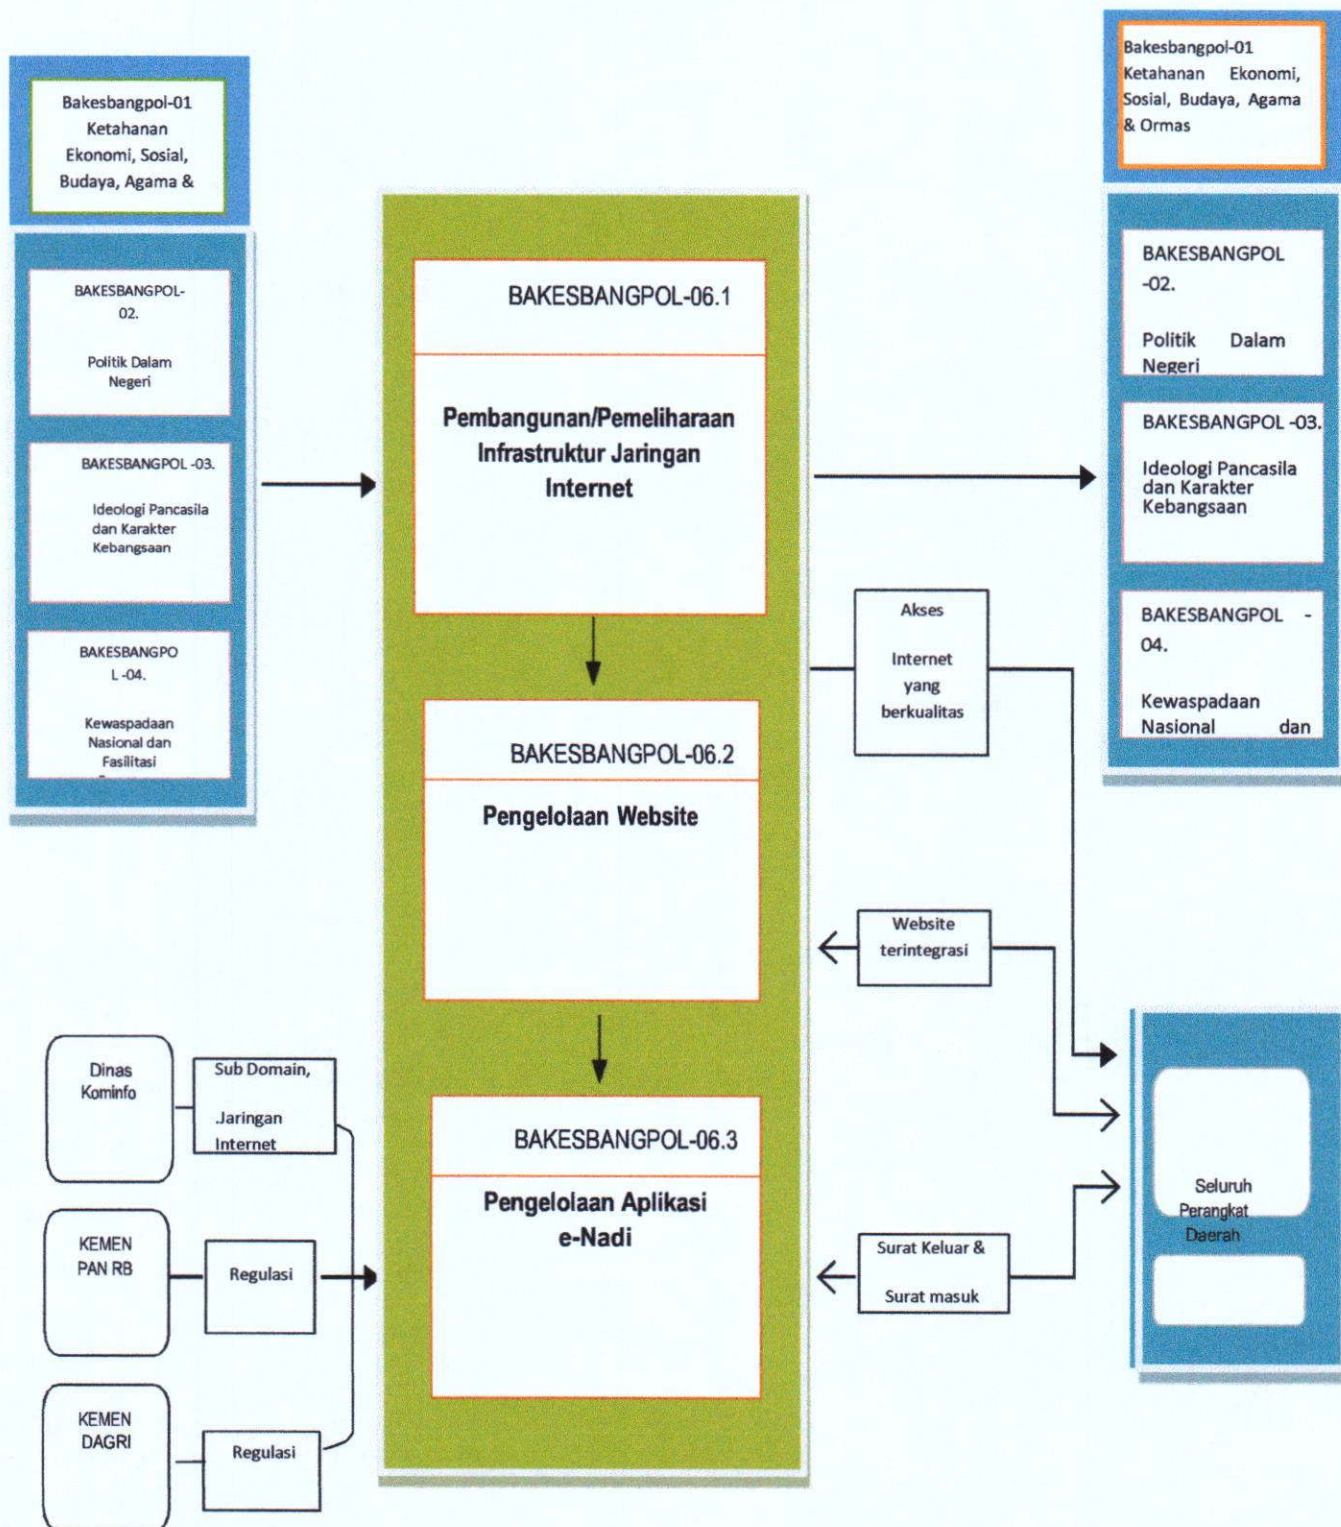 Bakesbangpol-01
Ketahanan
Ekonomi, Sosial,
Budaya, Agama &
BAKESBANGPOL-
02.
Politik Dalam
Negeri
BAKESBANGPOL -03.
Ideologi Pancasila
dan Karakter
Kebangsaan
BAKESBANGPO
L -04.
Kewaspadaan
Nasional dan
Fasilitasi
Dinas
Kominfo
Sub Domain,
.Jaringan
Internet
KEMEN
PAN RB
Regulasi
KEMEN
DAGRI
Regulasi
BAKESBANGPOL-06.1
Pembangunan/Pemeliharaan
Infrastruktur Jaringan
Internet
BAKESBANGPOL-06.2
Pengelolaan Website
BAKESBANGPOL-06.3
Pengelolaan Aplikasi
e-Nadi
Akses
Internet
yang
berkualitas
Website
terintegrasi
Surat Keluar &
Surat masuk
Bakesbangpol-01
Ketahanan Ekonomi,
Sosial, Budaya, Agama
& Ormas
BAKESBANGPOL
-02.
Politik Dalam
Negeri
BAKESBANGPOL -03.
Ideologi Pancasila
dan Karakter
Kebangsaan
BAKESBANGPOL -
04.
Kewaspadaan
Nasional dan
Seluruh
Perangkat
Daerah